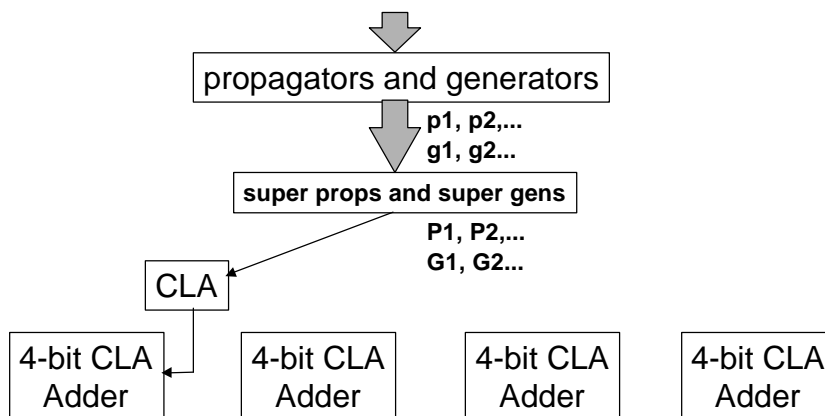 propagators and generators
p1, p2,...
g1, g2...
super props and super gens
P1, P2,...
G1, G2...
CLA
4-bit CLA
Adder
4-bit CLA
Adder
4-bit CLA
Adder
4-bit CLA
Adder